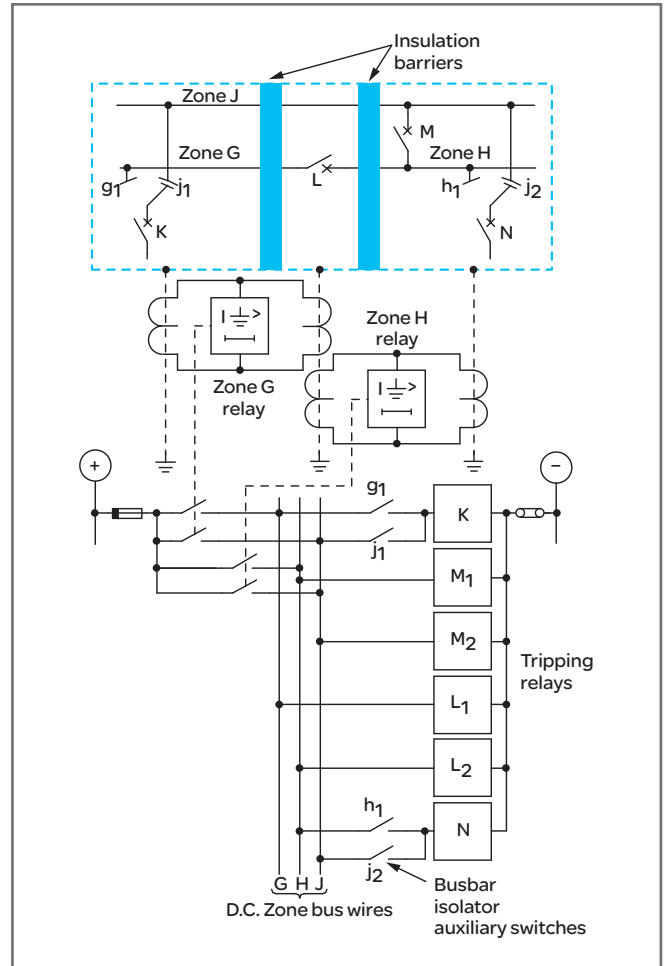 Insulation
barriers
Zone J
M
Zone G
Zone H
L
g1
j1
h1
j2
K
N
I >
Zone H
relay
Zone G
relay
I >
+
−
g1
K
j1
M1
M2
Tripping
relays
L1
L2
h1
N
j2
G H J
D.C. Zone bus wires
Busbar
isolator
auxiliary switches